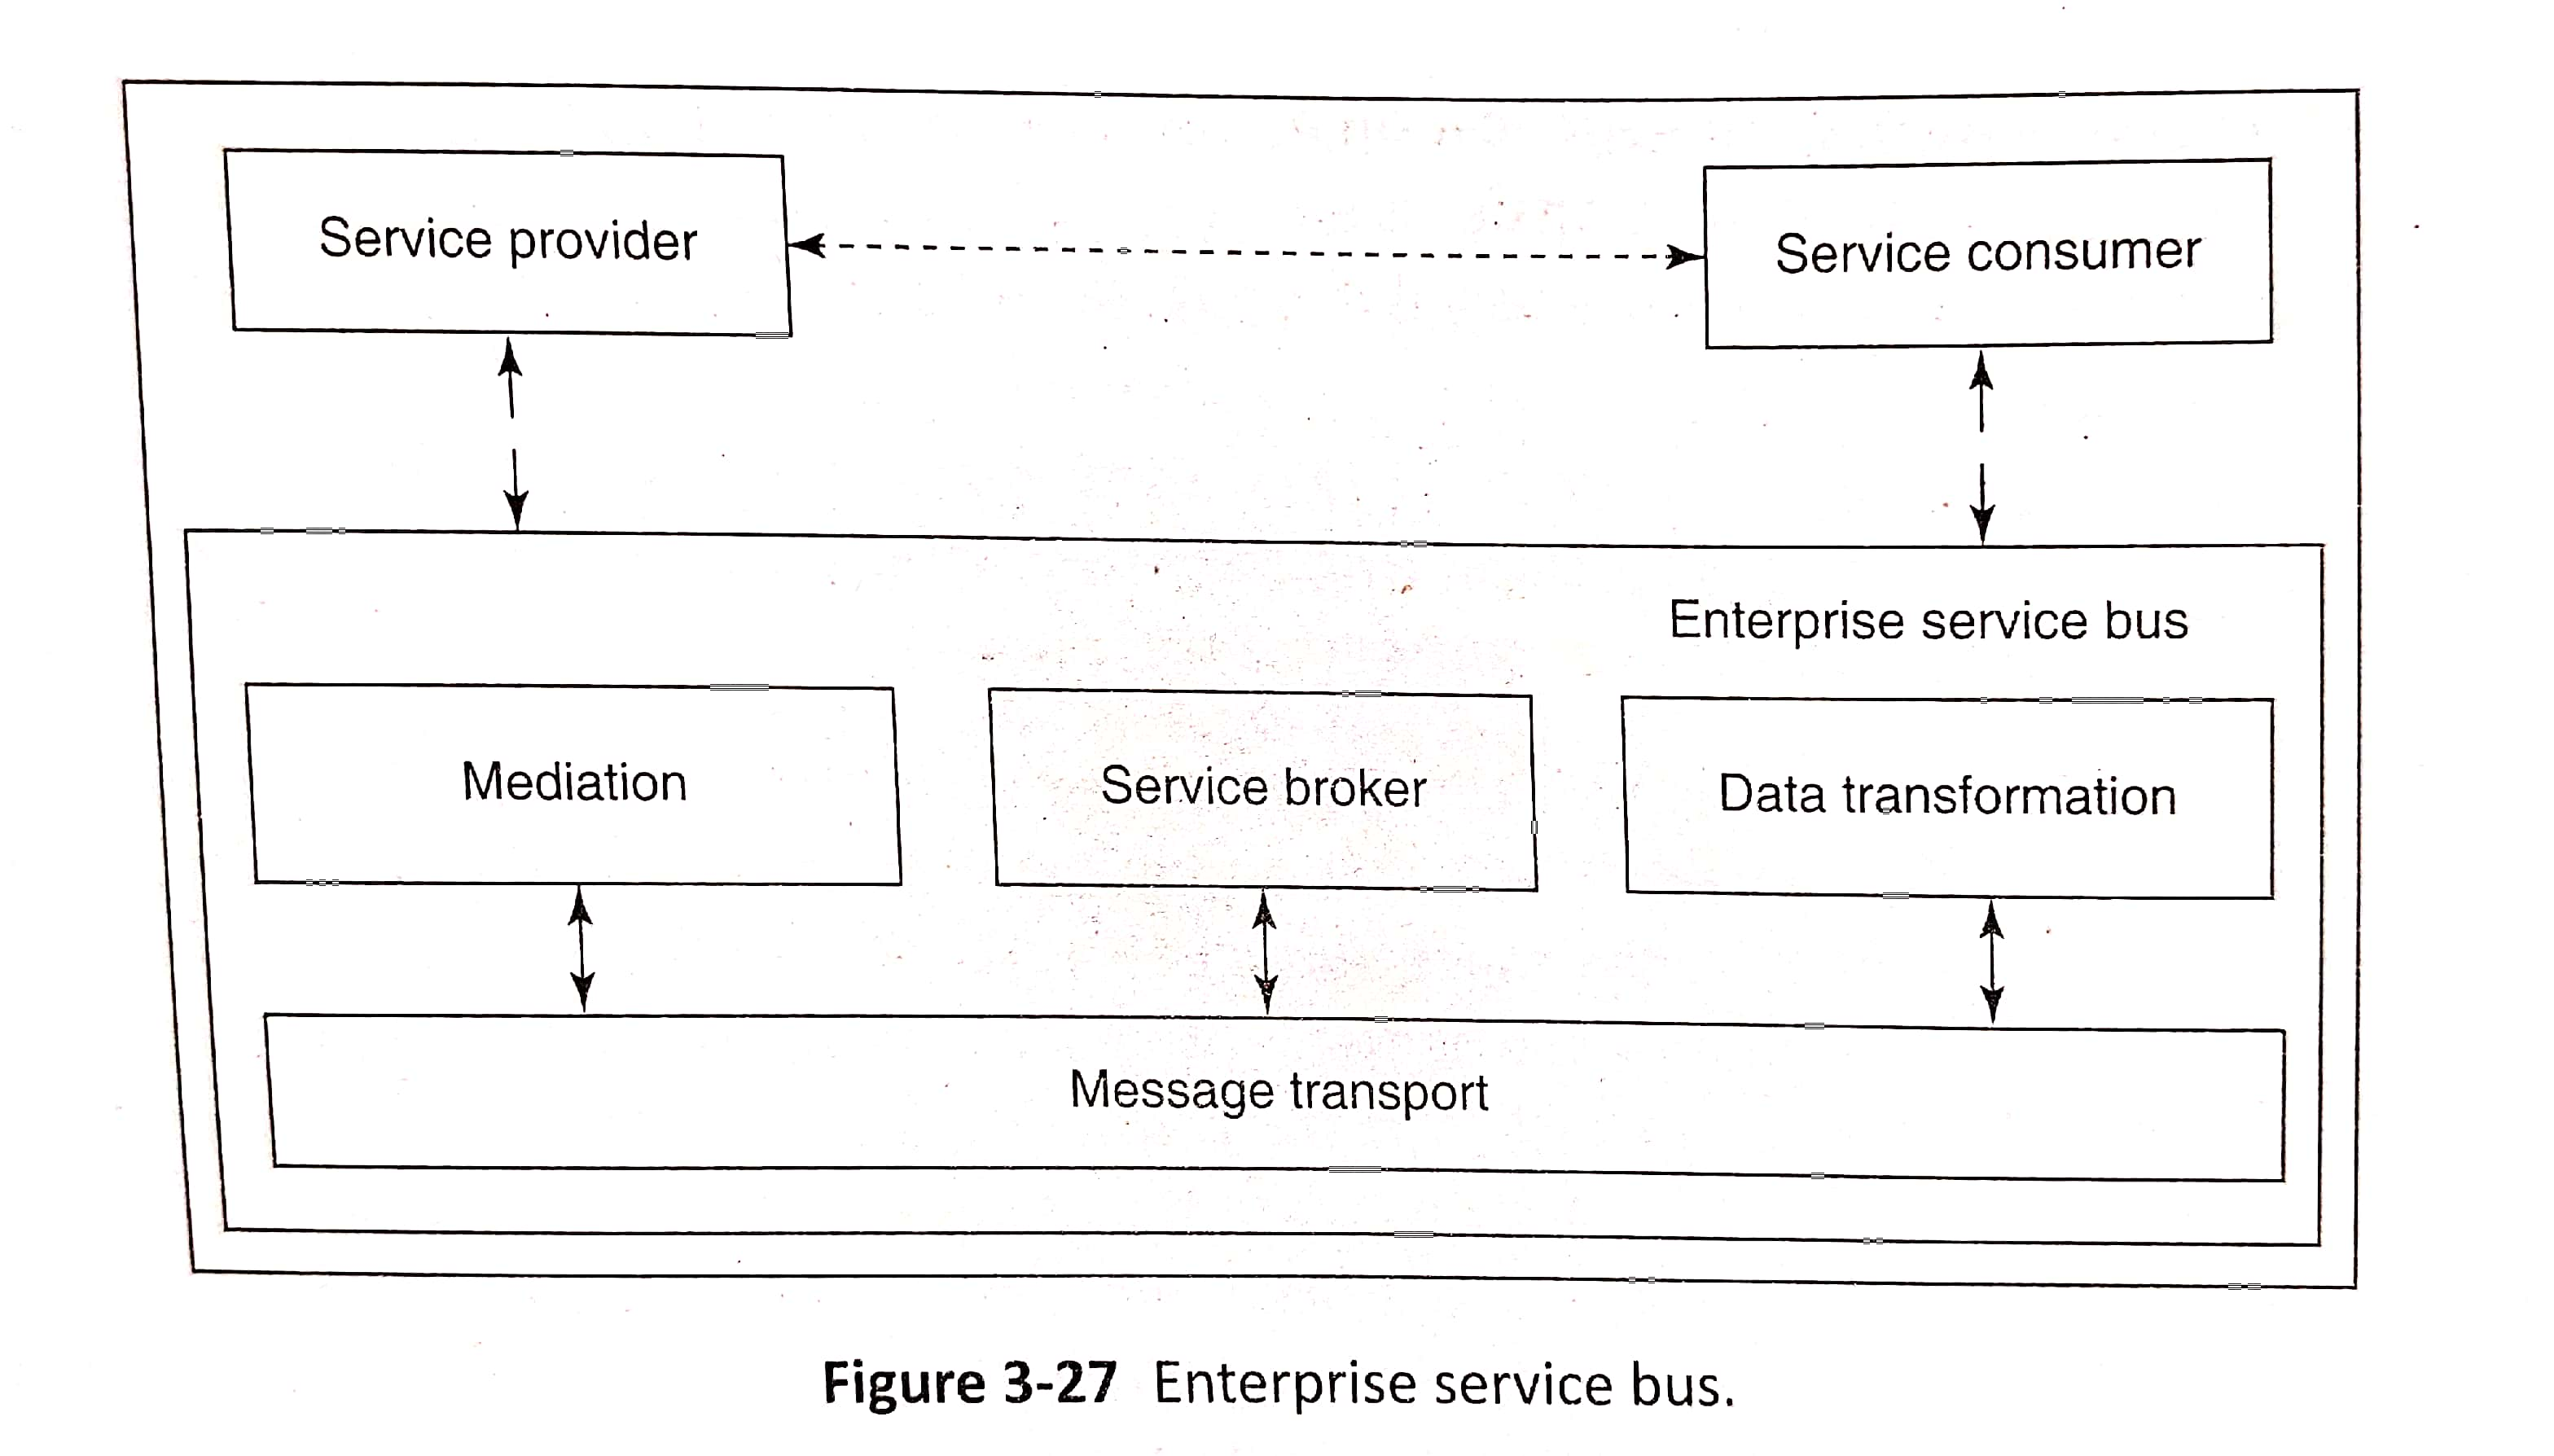 Service provider
Service consumer
Enterprise service bus
Mediation
Service broker
Data transformation
Message transport
Figure 3-27 Enterprise service bus.